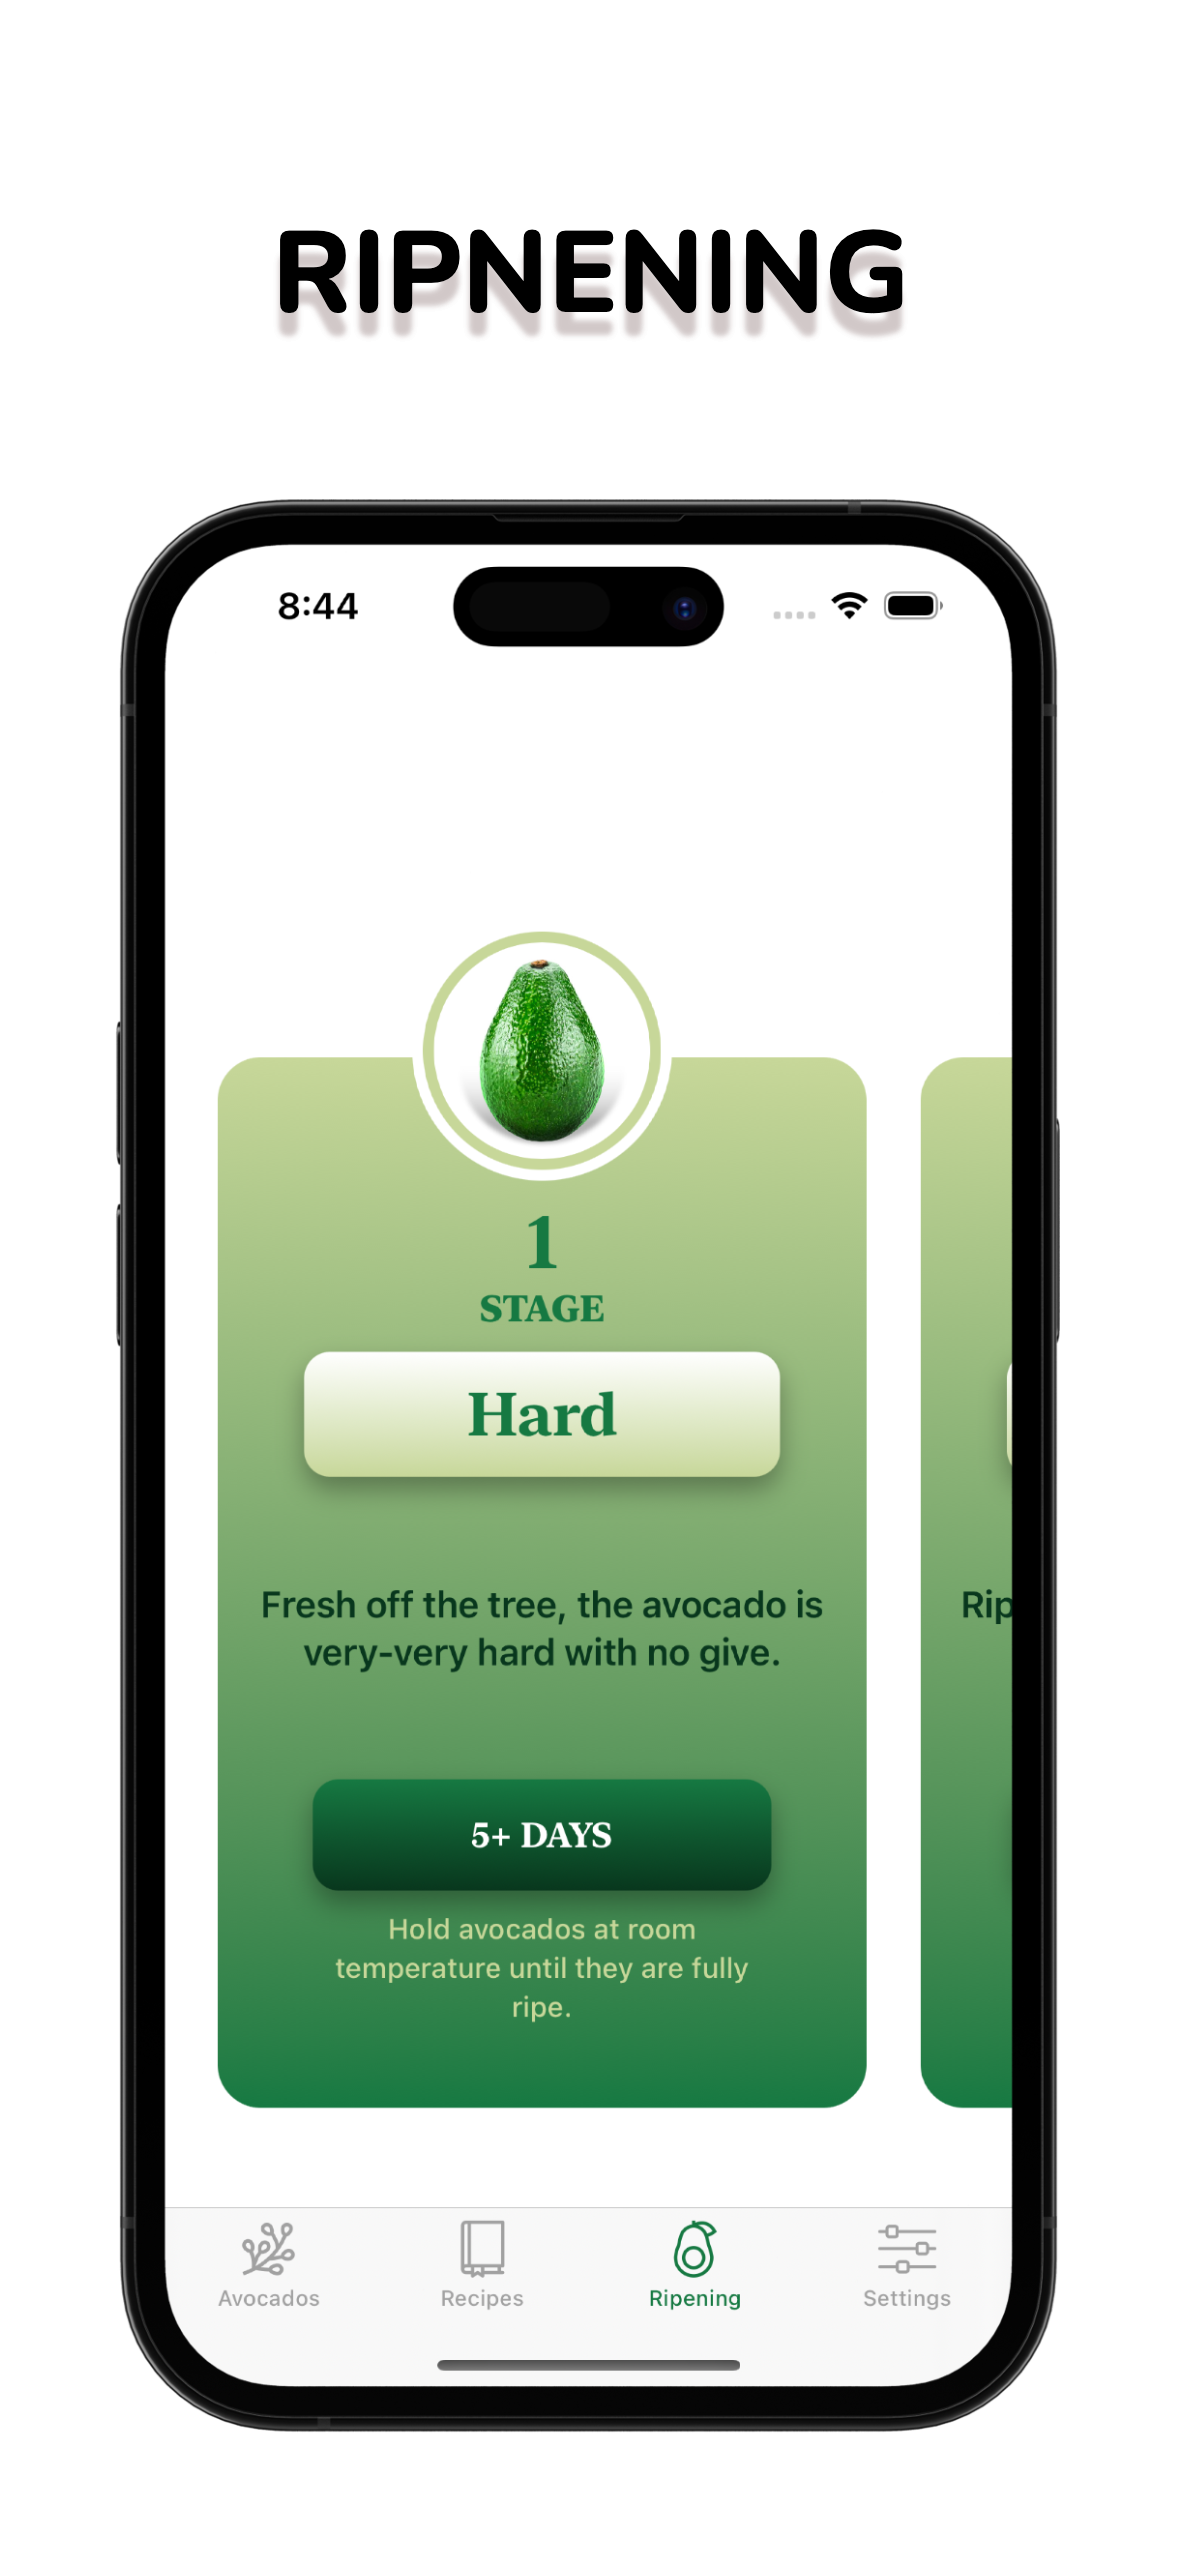 RIPNENING
8:44
1
STAGE
Hard
Fresh off the tree, the avocado is
very-very hard with no give.
Rip
5+ DAYS
Hold avocados at room
temperature until they are fully
ripe.
Avocados
Recipes
Ripening
Settings